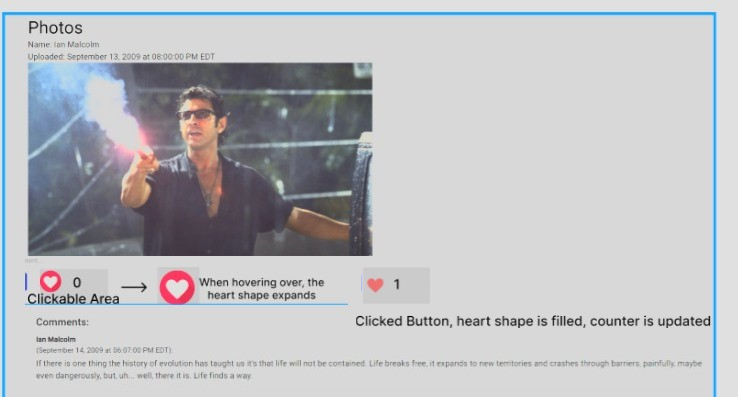 Photos
Name: Ian Malcolm
Uploaded: September 13, 2009 at 08:00:00 PM EDT
0
When hovering over, the
heart shape expands
1
Clickable Area
Clicked Button, heart shape is filled, counter is updated
Comments:
Ian Malcolm
(September 14, 2009 at 06:07:00 PM EDT):
If there is one thing the history of evolution has taught us it's that life will not be contained. Life breaks free, it expands to new territories and crashes through barriers, painfully, maybe
even dangerously, but, uh... well, there it is. Life finds a way.